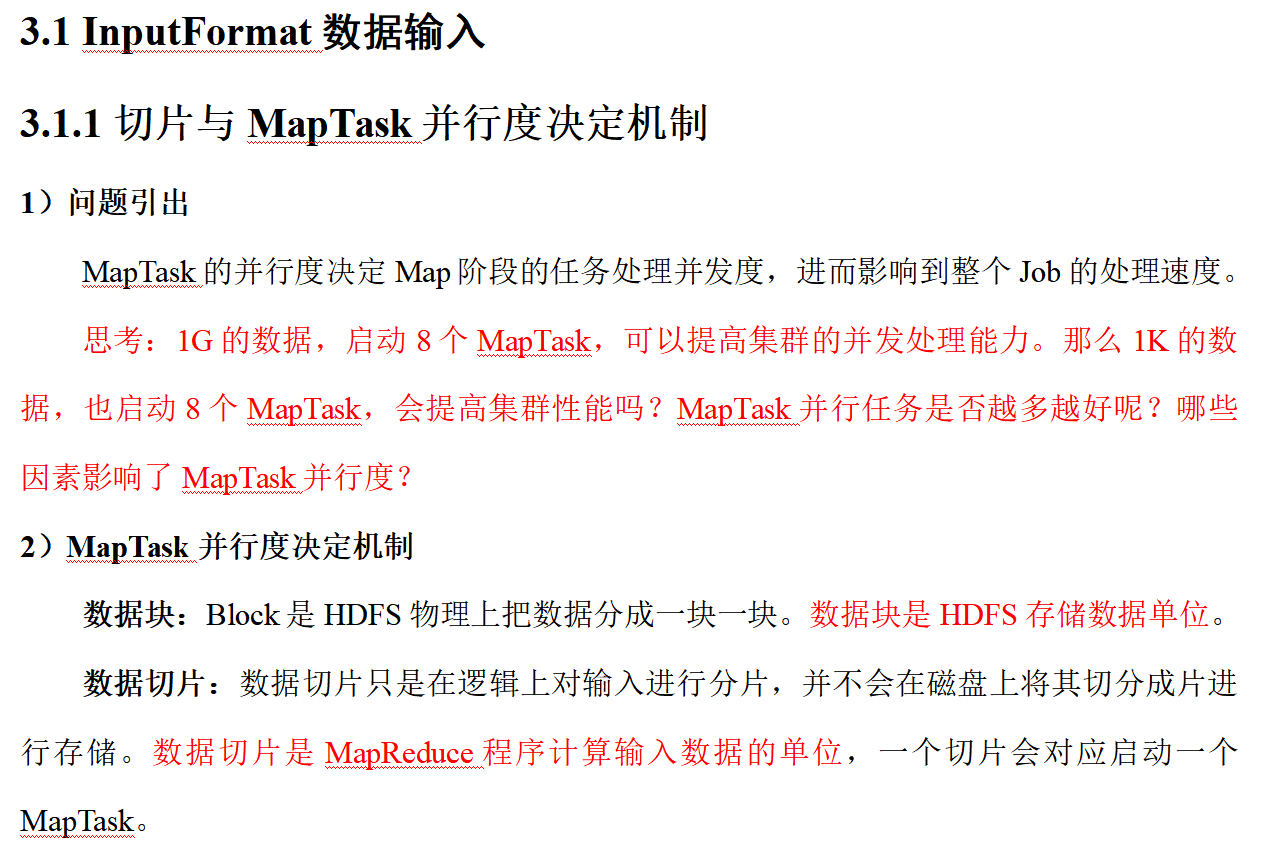 3.1 InputFormat 数据输入
3.1.1 切片与 MapTask 并行度决定机制
1）问题引出
MapTask 的并行度决定 Map 阶段的任务处理并发度，进而影响到整个 Job 的处理速度。
思考：1G 的数据，启动 8 个 MapTask，可以提高集群的并发处理能力。那么 1K 的数
据，也启动 8 个 MapTask，会提高集群性能吗？MapTask 并行任务是否越多越好呢？哪些
因素影响了 MapTask 并行度？
2）MapTask 并行度决定机制
数据块：Block 是 HDFS 物理上把数据分成一块一块。数据块是 HDFS 存储数据单位。
数据切片：数据切片只是在逻辑上对输入进行分片，并不会在磁盘上将其切分成片进
行存储。数据切片是 MapReduce 程序计算输入数据的单位，一个切片会对应启动一个
MapTask。